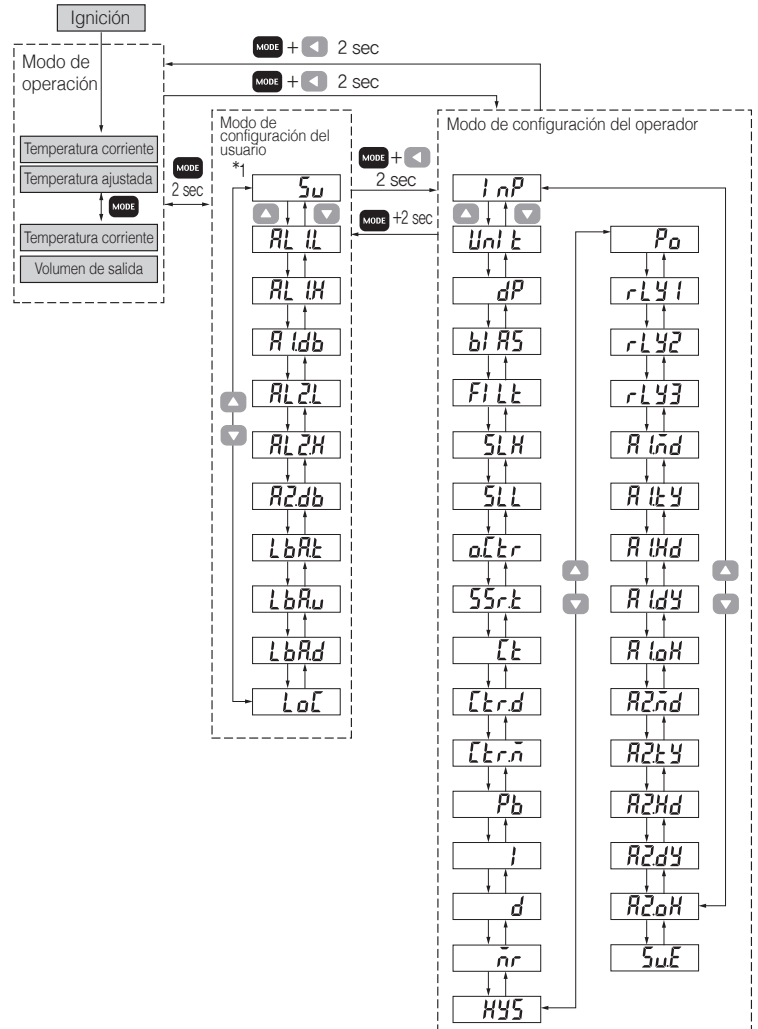 Ignición
MODE + 2 sec
MODE + 2 sec
Modo de
operación
Temperatura corriente
Temperatura ajustada
MODE
Temperatura corriente
Volumen de salida
MODE
2 sec
Modo de
configuración del
usuario
*1
Su
AL1.L
AL1.H
A1.db
AL2.L
AL2.H
A2.db
LbA.t
LbA.u
LbA.d
LoC
MODE +
2 sec
MODE +2 sec
Modo de configuración del operador
InP
UnIt
dP
bIAS
FILt
SLH
SLL
o.Ctr
SSr.t
Ct
Ctr.d
Ctr.n̄
Pb
I
d
n̄r
HYS
Po
rLY1
rLY2
rLY3
A1.n̄d
A1.tY
A1.Hd
A1.dY
A1.oH
A2.n̄d
A2.tY
A2.Hd
A2.dY
A2.oH
Su.E